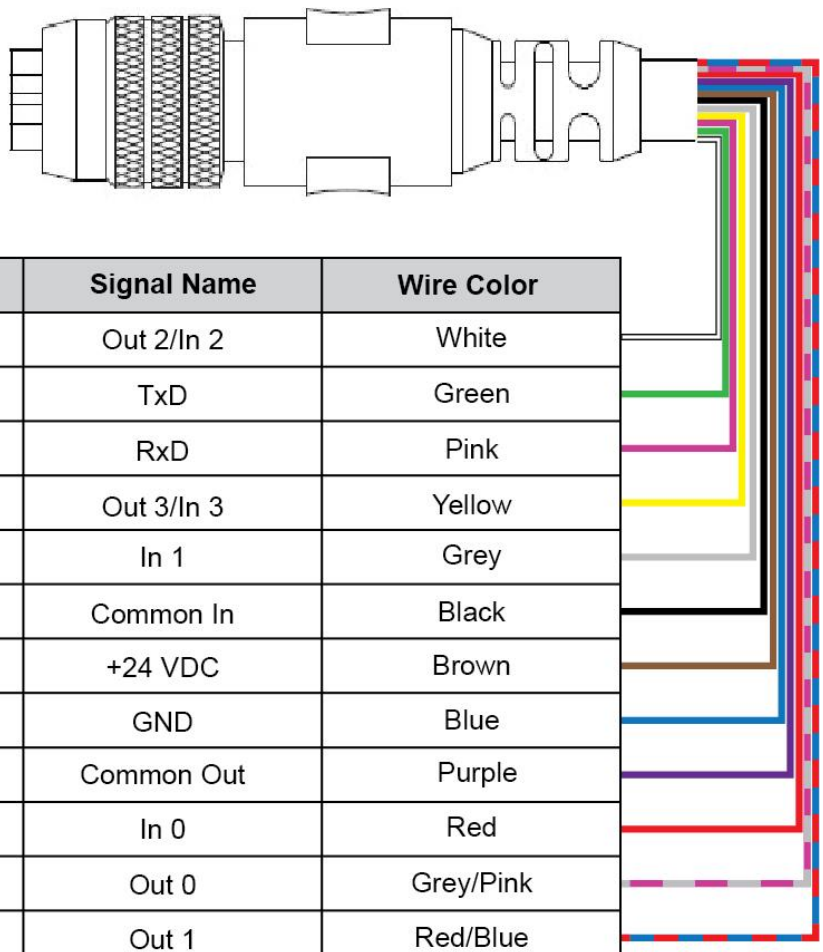 Signal Name Wire Color
Out 2/In 2 White
TxD Green
RxD Pink
Out 3/In 3 Yellow
In 1 Grey
Common In Black
+24 VDC Brown
GND Blue
Common Out Purple
In 0 Red
Out 0 Grey/Pink
Out 1 Red/Blue